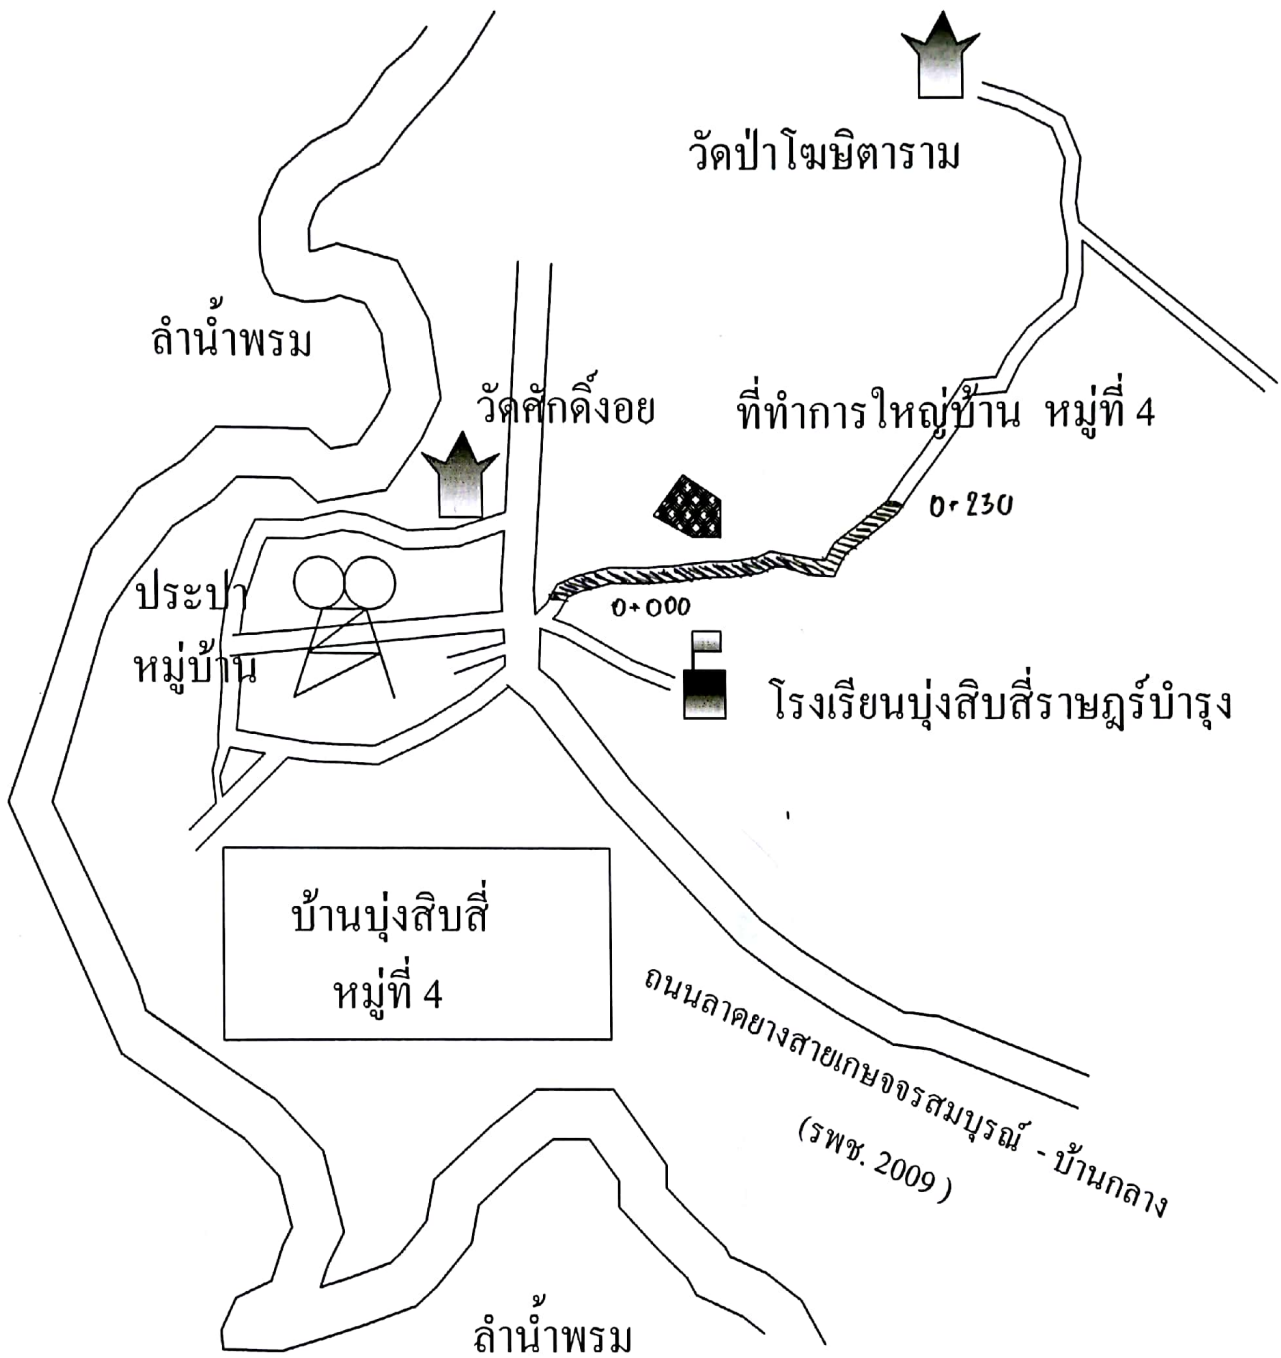 วัดป่าโฆษิตาราม
ลำน้ำพรม
วัดศักดิ์งอย
ที่ทำการใหญ่บ้าน หมู่ที่ 4
0+230
ประปา
หมู่บ้าน
0+000
โรงเรียนบุ่งสิบสี่ราษฎร์บำรุง
บ้านบุ่งสิบสี่
หมู่ที่ 4
ถนนลาดยางสายเกษจจรสมบุรณ์ - บ้านกลาง
(รพช. 2009 )
ลำน้ำพรม